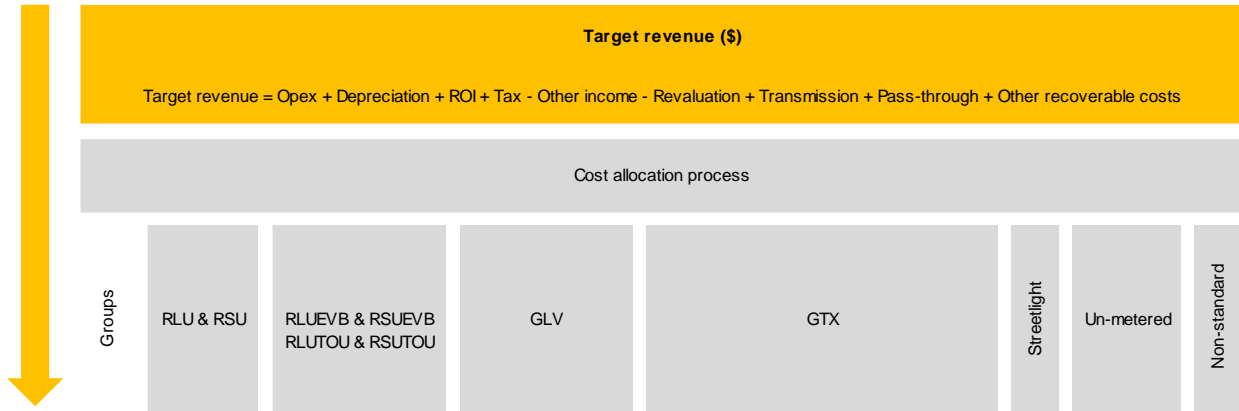 Target revenue ($)
Target revenue = Opex + Depreciation + ROI + Tax - Other income - Revaluation + Transmission + Pass-through + Other recoverable costs
Cost allocation process
Groups
RLU & RSU
RLUEVB & RSUEVB
RLUTOU & RSUTOU
GLV
GTX
Streetlight
Un-metered
Non-standard